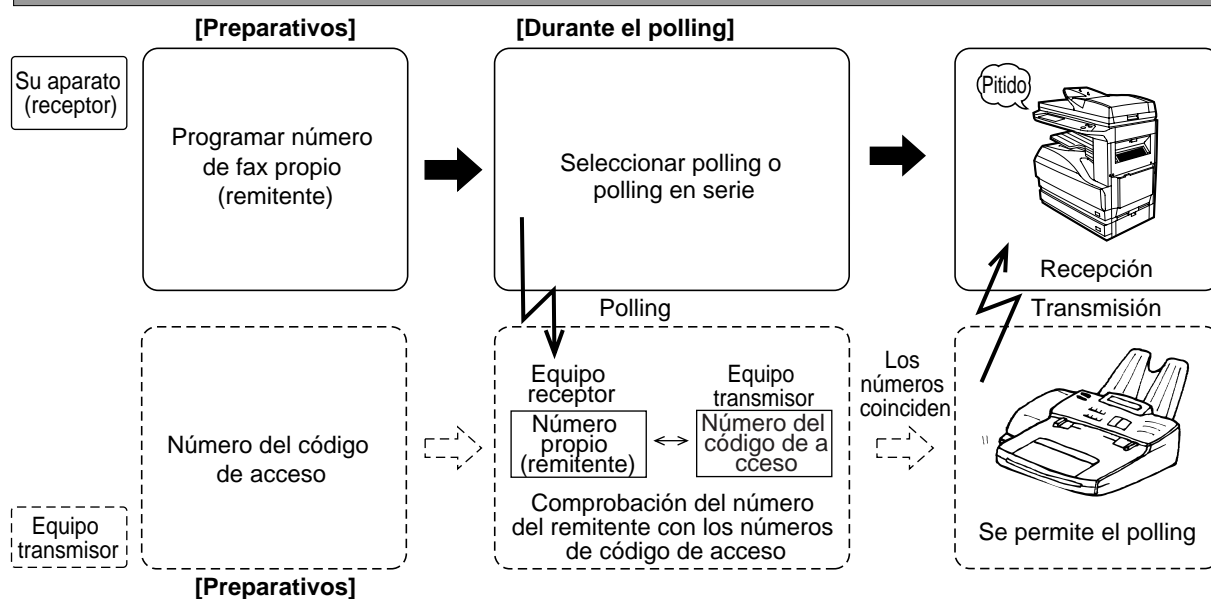 [Preparativos]
[Durante el polling]
Su aparato
(receptor)
Programar número
de fax propio
(remitente)
Seleccionar polling o
polling en serie
Pitido
Recepción
Polling
Transmisión
Equipo
transmisor
Número del código
de acceso
Equipo
receptor
Número
propio
(remitente)
Equipo
transmisor
Número del
código de a
cceso
Comprobación del número
del remitente con los números
de código de acceso
Los
números
coinciden
Se permite el polling
[Preparativos]